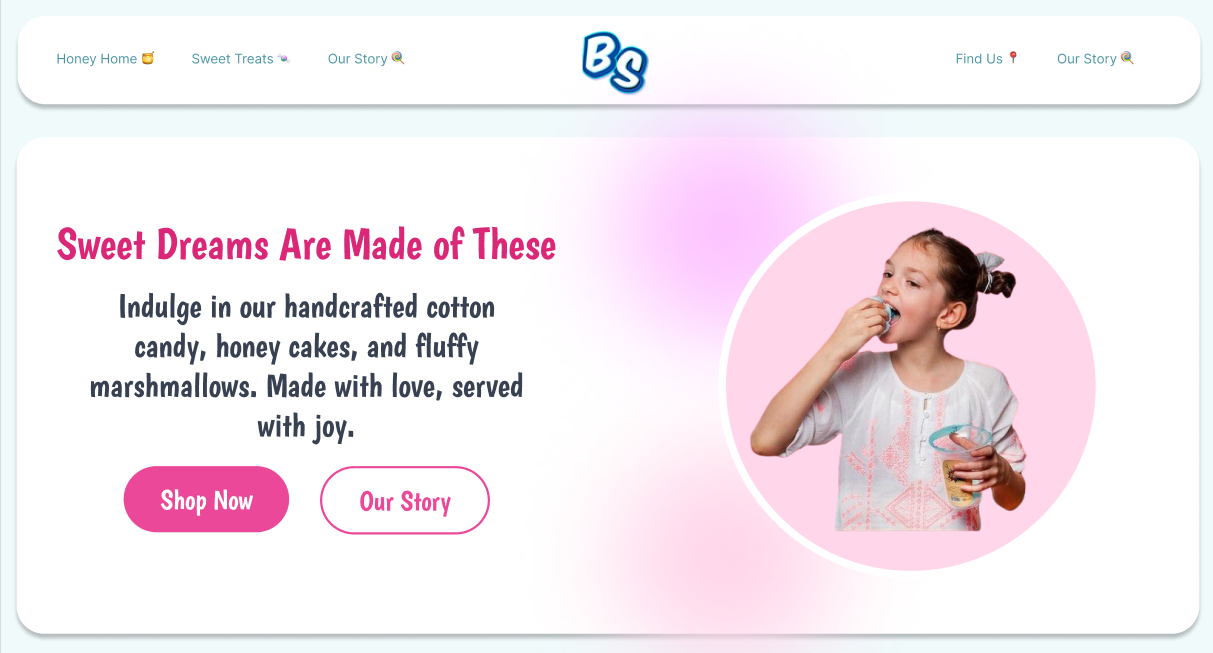 Honey Home 🍯
Sweet Treats 🍬
Our Story 🍭
BS
Find Us 📍
Our Story 🍭
Sweet Dreams Are Made of These
Indulge in our handcrafted cotton
candy, honey cakes, and fluffy
marshmallows. Made with love, served
with joy.
Shop Now
Our Story